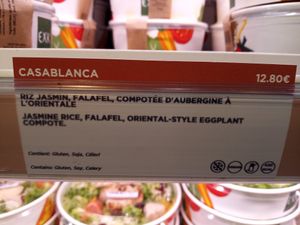 EXK
CASABLANCA 12.80€
RIZ JASMIN, FALAFEL, COMPOTÉE D'AUBERGINE À
L'ORIENTALE
JASMINE RICE, FALAFEL, ORIENTAL-STYLE EGGPLANT
COMPOTE.
Contient: Gluten, Soja, Céleri
Contains: Gluten, Soy, Celery